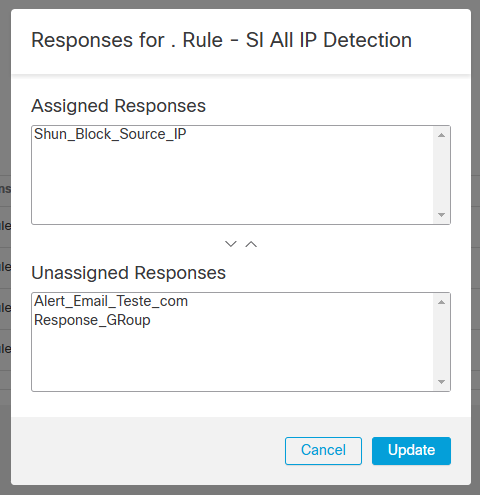 Responses for . Rule - SI All IP Detection
Assigned Responses
Shun_Block_Source_IP
Unassigned Responses
Alert_Email_Teste_com
Response_GRoup
Cancel Update